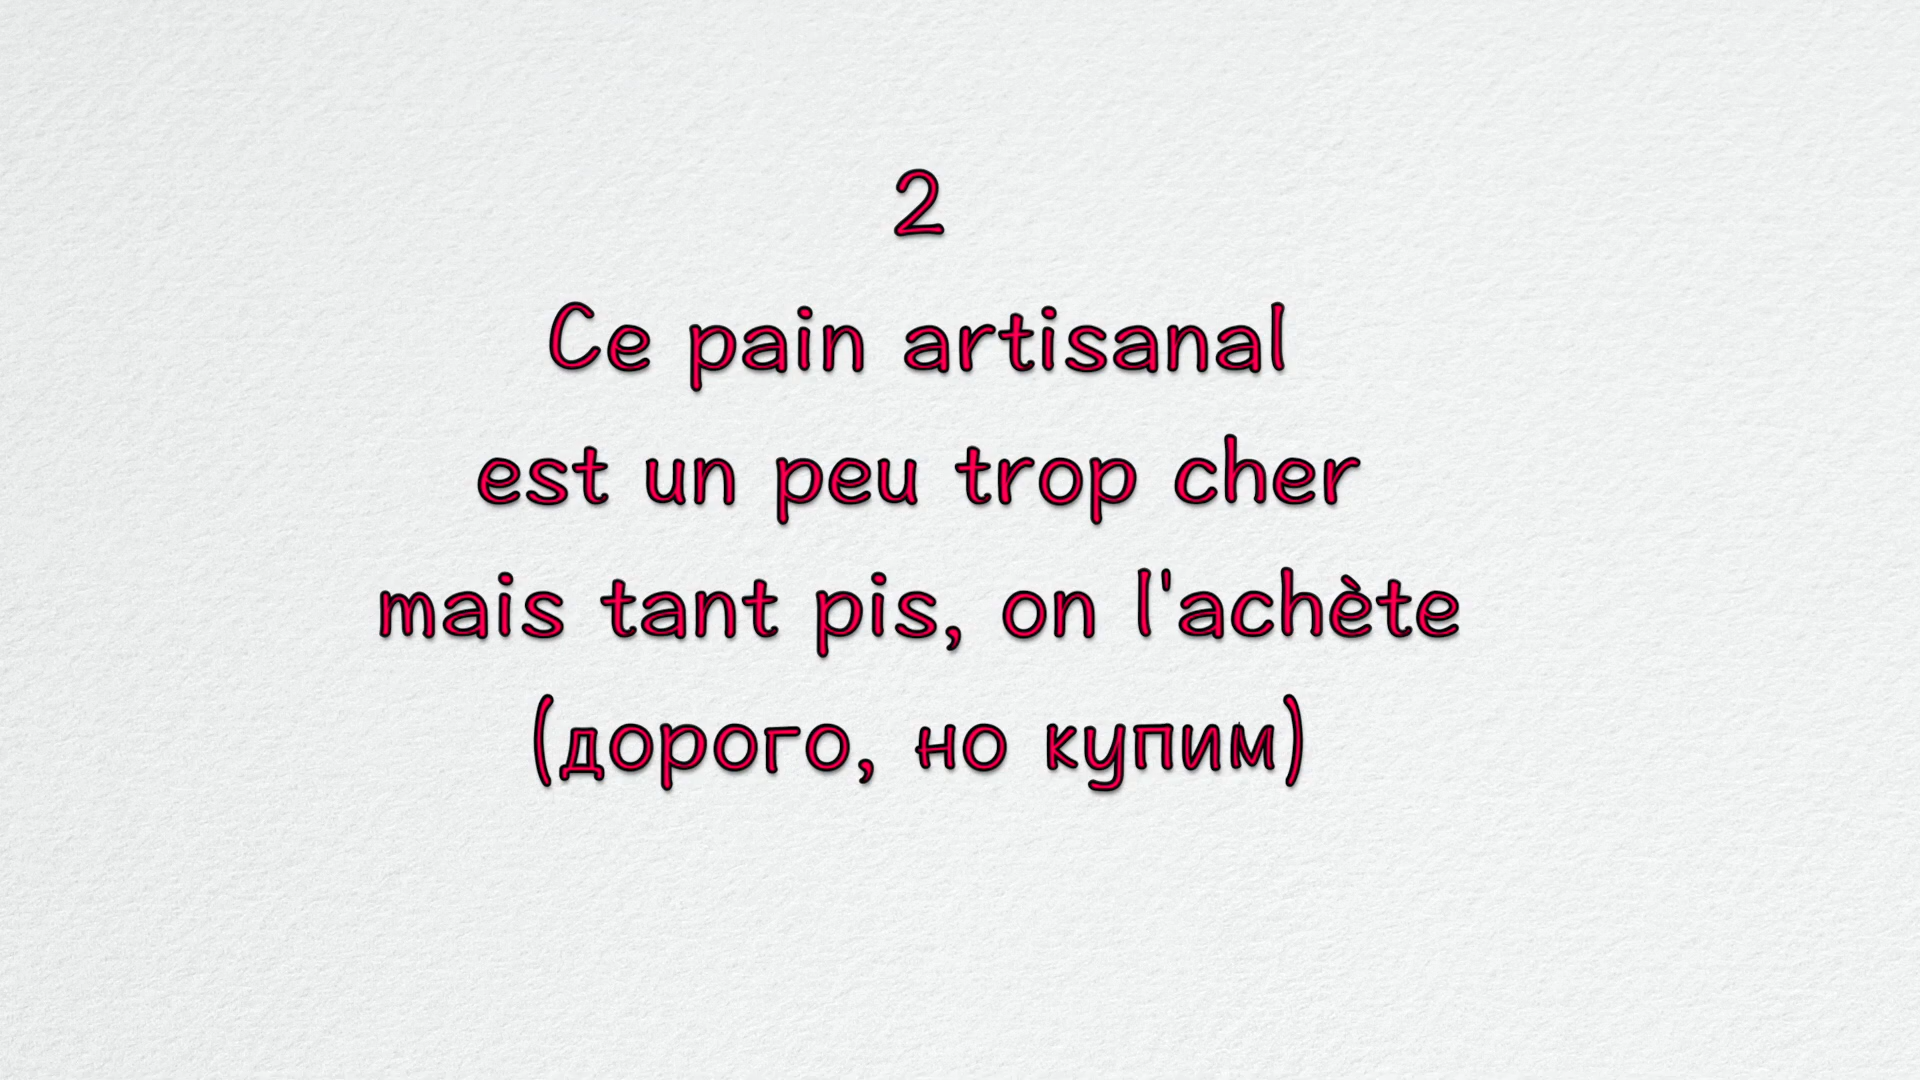 2
Ce pain artisanal
est un peu trop cher
mais tant pis, on l'achète
(дорого, но купим)